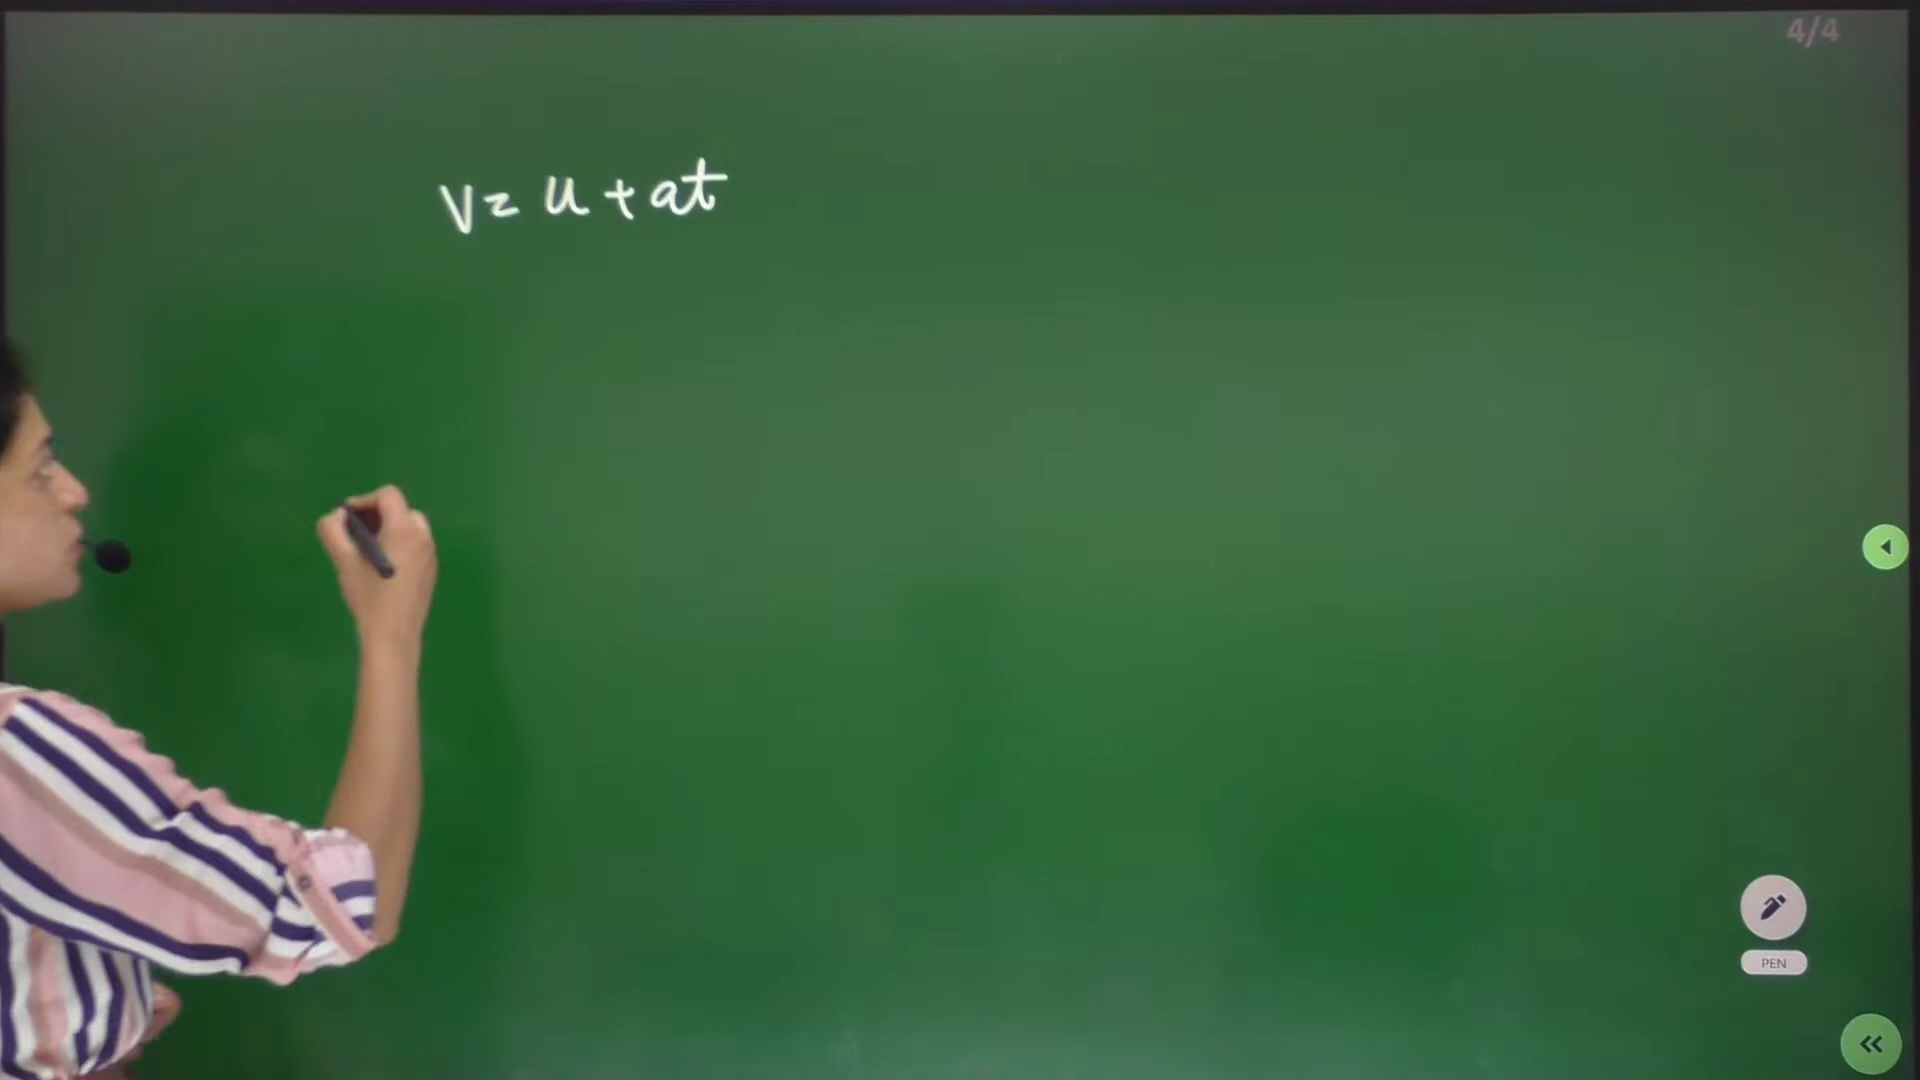 4/4
v = u + at
PEN